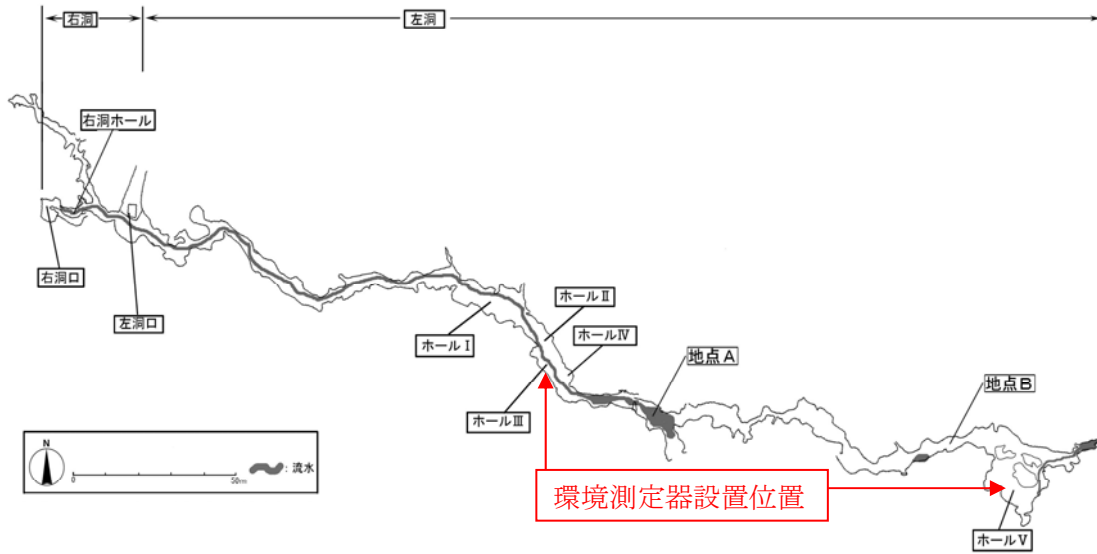 右洞
左洞
右洞ホール
右洞口
左洞口
ホールⅠ
ホールⅡ
ホールⅣ
ホールⅢ
地点A
地点B
N
0
50m
：流水
環境測定器設置位置
ホールⅤ